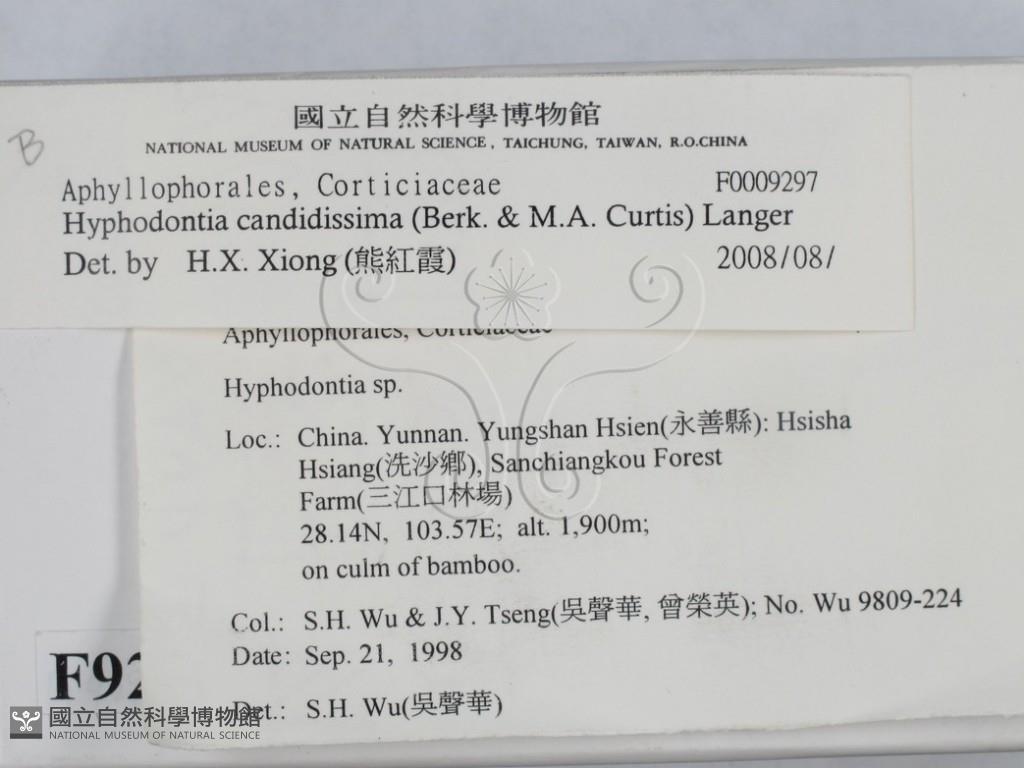 B
國立自然科學博物館
NATIONAL MUSEUM OF NATURAL SCIENCE, TAICHUNG, TAIWAN, R.O.CHINA
Aphyllophorales, Corticiaceae F0009297
Hyphodontia candidissima (Berk. & M.A. Curtis) Langer
Det. by H.X. Xiong (熊紅霞) 2008/08/
Aphyllophorales, Corticiaceae
Hyphodontia sp.
Loc.: China. Yunnan. Yungshan Hsien(永善縣): Hsisha
Hsiang(洗沙鄉), Sanchiangkou Forest
Farm(三江口林場)
28.14N, 103.57E; alt. 1,900m;
on culm of bamboo.
Col.: S.H. Wu & J.Y. Tseng(吳聲華, 曾榮英); No. Wu 9809-224
Date: Sep. 21, 1998
F92
Det.: S.H. Wu(吳聲華)
國立自然科學博物館
NATIONAL MUSEUM OF NATURAL SCIENCE